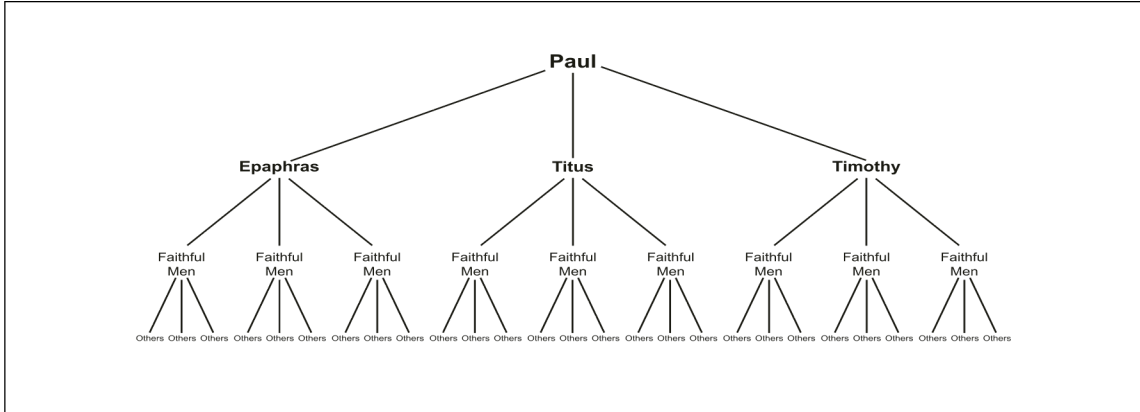 Paul
Epaphras Titus Timothy
Faithful Faithful Faithful Faithful Faithful Faithful Faithful Faithful Faithful
Men Men Men Men Men Men Men Men Men
Others Others Others Others Others Others Others Others Others Others Others Others Others Others Others Others Others Others Others Others Others Others Others Others Others Others Others